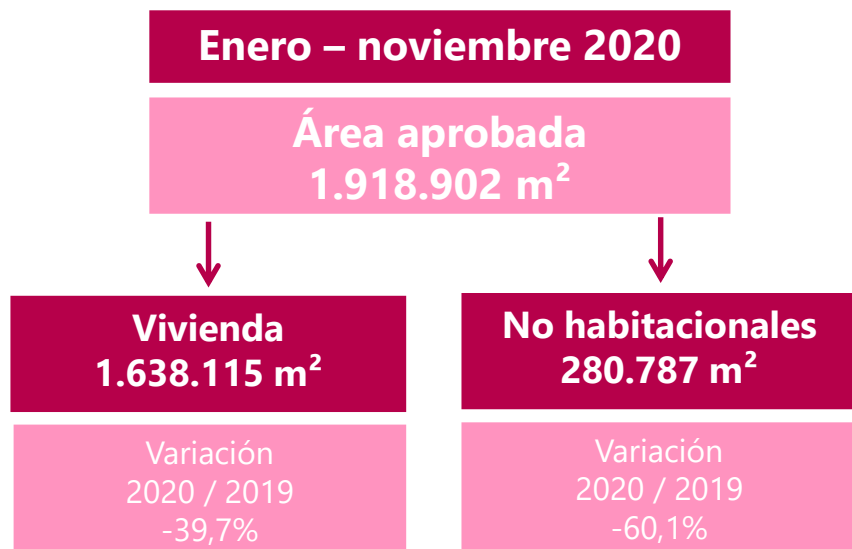 Enero – noviembre 2020
Área aprobada
1.918.902 m²
Vivienda
1.638.115 m²
No habitacionales
280.787 m²
Variación
2020 / 2019
-39,7%
Variación
2020 / 2019
-60,1%